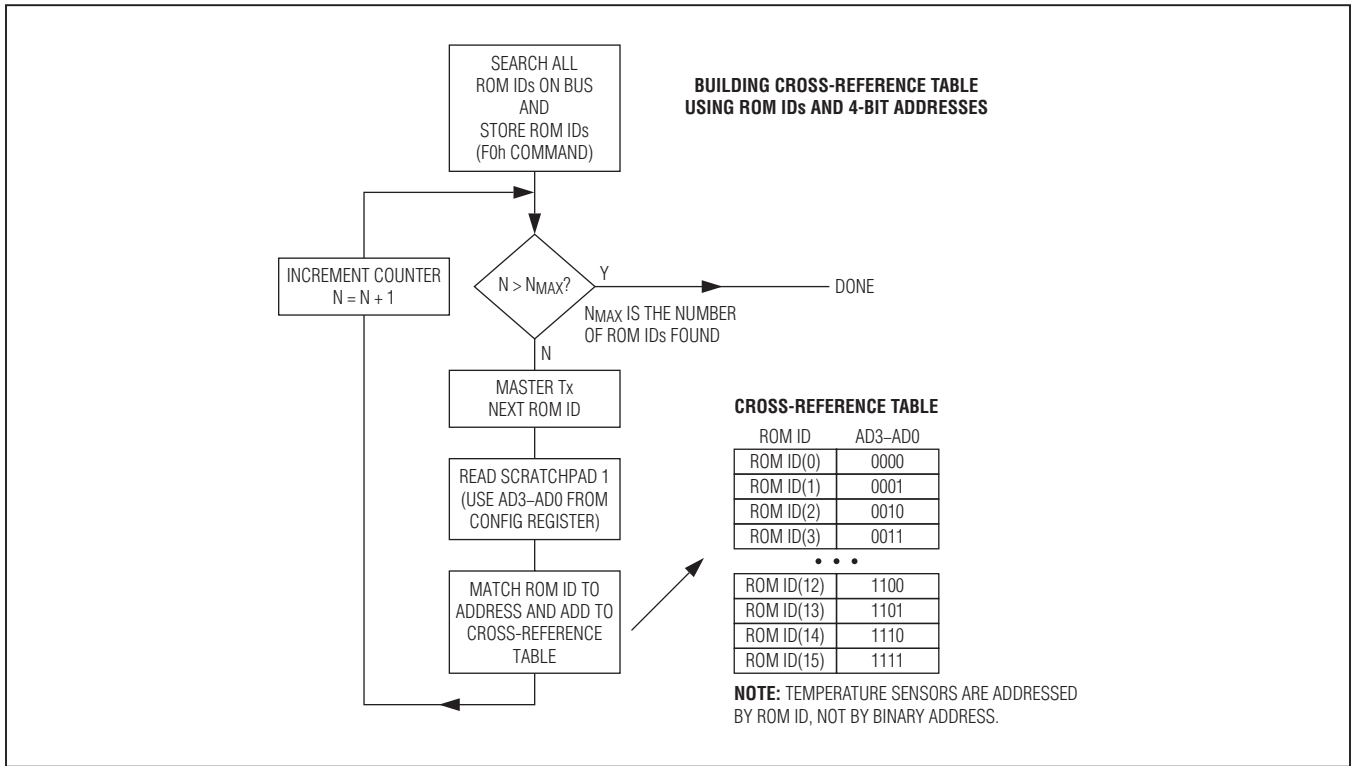 SEARCH ALL
ROM IDs ON BUS
AND
STORE ROM IDs
(F0h COMMAND)
BUILDING CROSS-REFERENCE TABLE
USING ROM IDs AND 4-BIT ADDRESSES
INCREMENT COUNTER
N = N + 1
N > NMAX?
Y
DONE
NMAX IS THE NUMBER
OF ROM IDs FOUND
N
MASTER Tx
NEXT ROM ID
READ SCRATCHPAD 1
(USE AD3–AD0 FROM
CONFIG REGISTER)
MATCH ROM ID TO
ADDRESS AND ADD TO
CROSS-REFERENCE
TABLE
CROSS-REFERENCE TABLE
ROM ID AD3–AD0
ROM ID(0) 0000
ROM ID(1) 0001
ROM ID(2) 0010
ROM ID(3) 0011
• • •
ROM ID(12) 1100
ROM ID(13) 1101
ROM ID(14) 1110
ROM ID(15) 1111
NOTE: TEMPERATURE SENSORS ARE ADDRESSED
BY ROM ID, NOT BY BINARY ADDRESS.